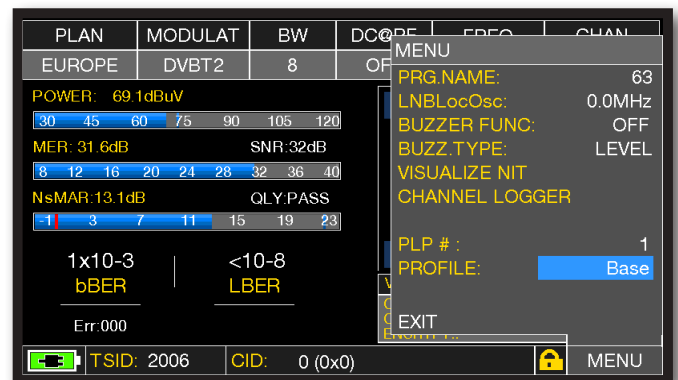 PLAN MODULAT BW
EUROPE DVBT2 8
MENU
PRG.NAME: 63
LNBLocOsc: 0.0MHz
BUZZER FUNC: OFF
BUZZ.TYPE: LEVEL
VISUALIZE NIT
CHANNEL LOGGER
PLP # : 1
PROFILE: Base
EXIT
POWER: 69.1dBuV
30 45 60 75 90 105 120
MER: 31.6dB SNR:32dB
8 12 16 20 24 28 32 36 40
NsMAR:13.1dB QLY:PASS
-1 3 7 11 15 19 23
1x10-3 <10-8
bBER LBER
Err:000
TSID: 2006 CID: 0 (0x0) MENU